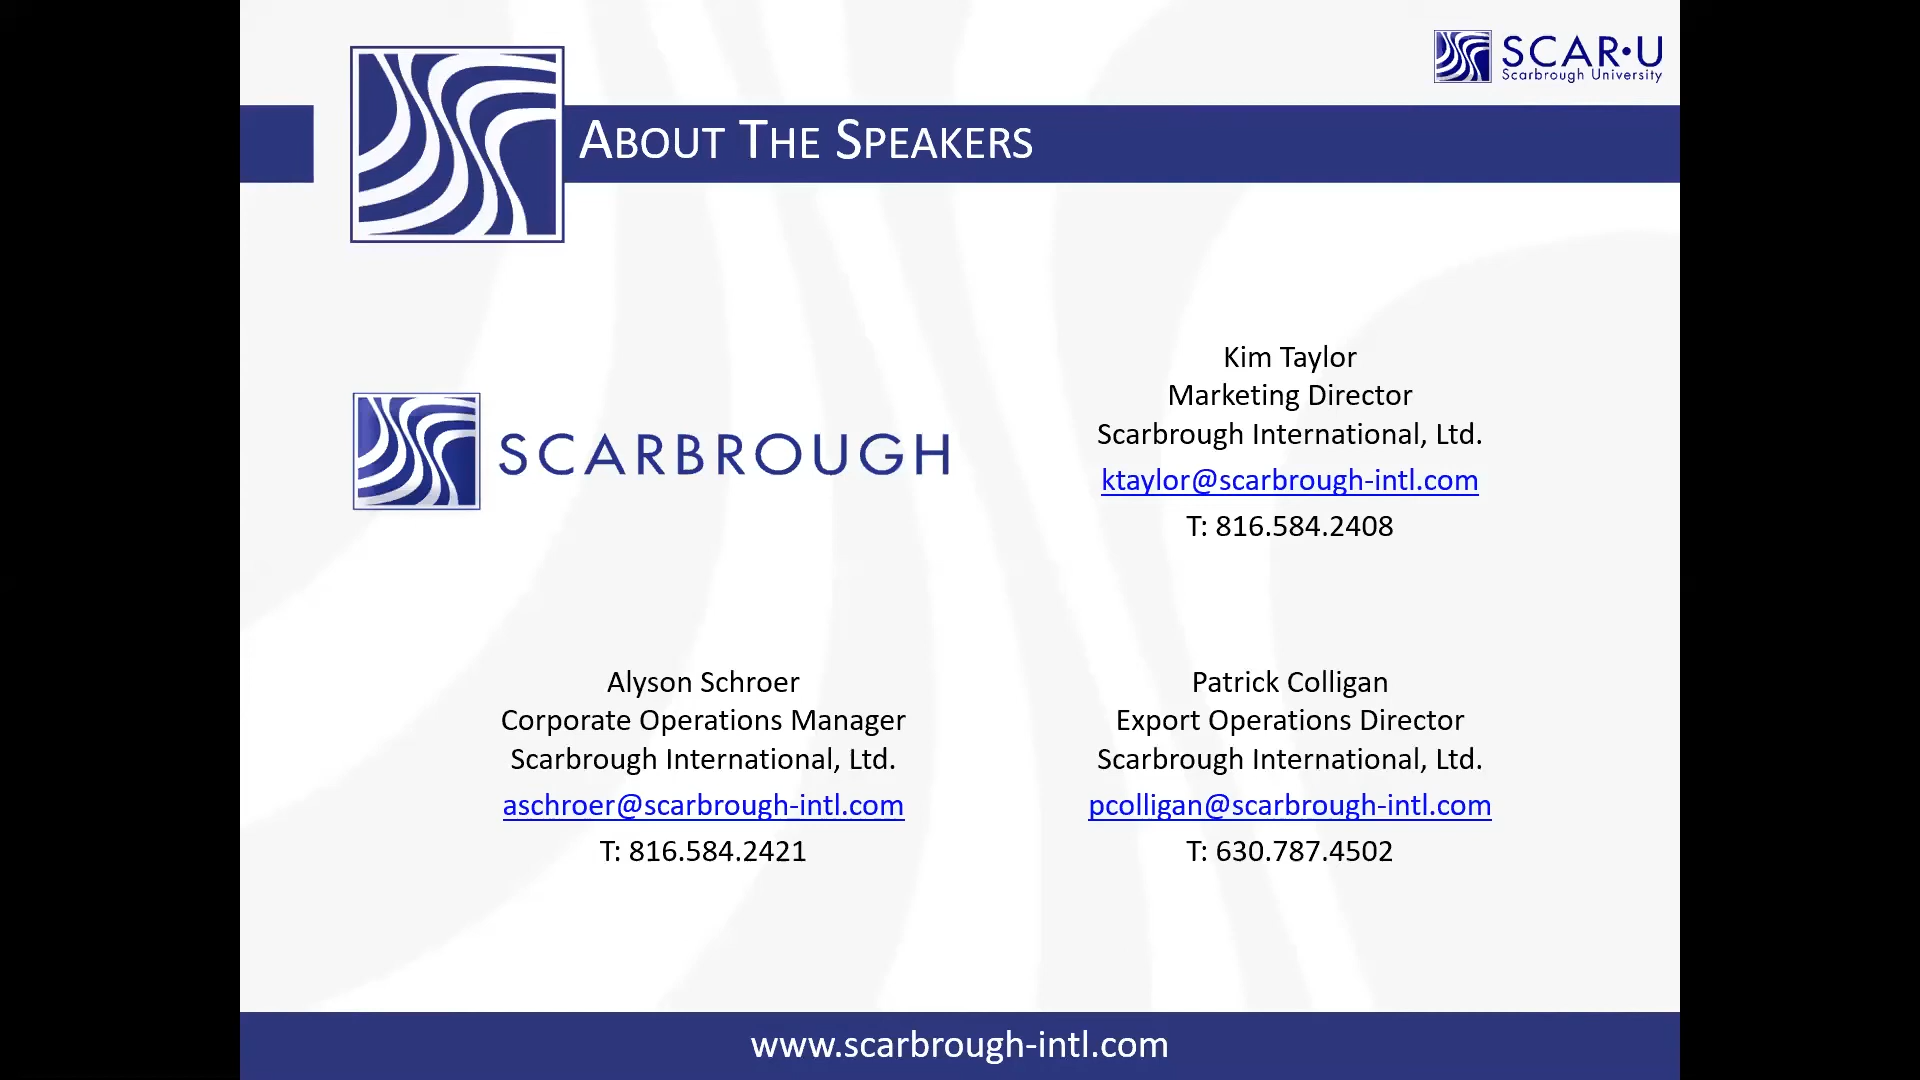 SCAR•U
Scarbrough University
ABOUT THE SPEAKERS
SCARBROUGH
Kim Taylor
Marketing Director
Scarbrough International, Ltd.
ktaylor@scarbrough-intl.com
T: 816.584.2408
Alyson Schroer
Corporate Operations Manager
Scarbrough International, Ltd.
aschroer@scarbrough-intl.com
T: 816.584.2421
Patrick Colligan
Export Operations Director
Scarbrough International, Ltd.
pcolligan@scarbrough-intl.com
T: 630.787.4502
www.scarbrough-intl.com